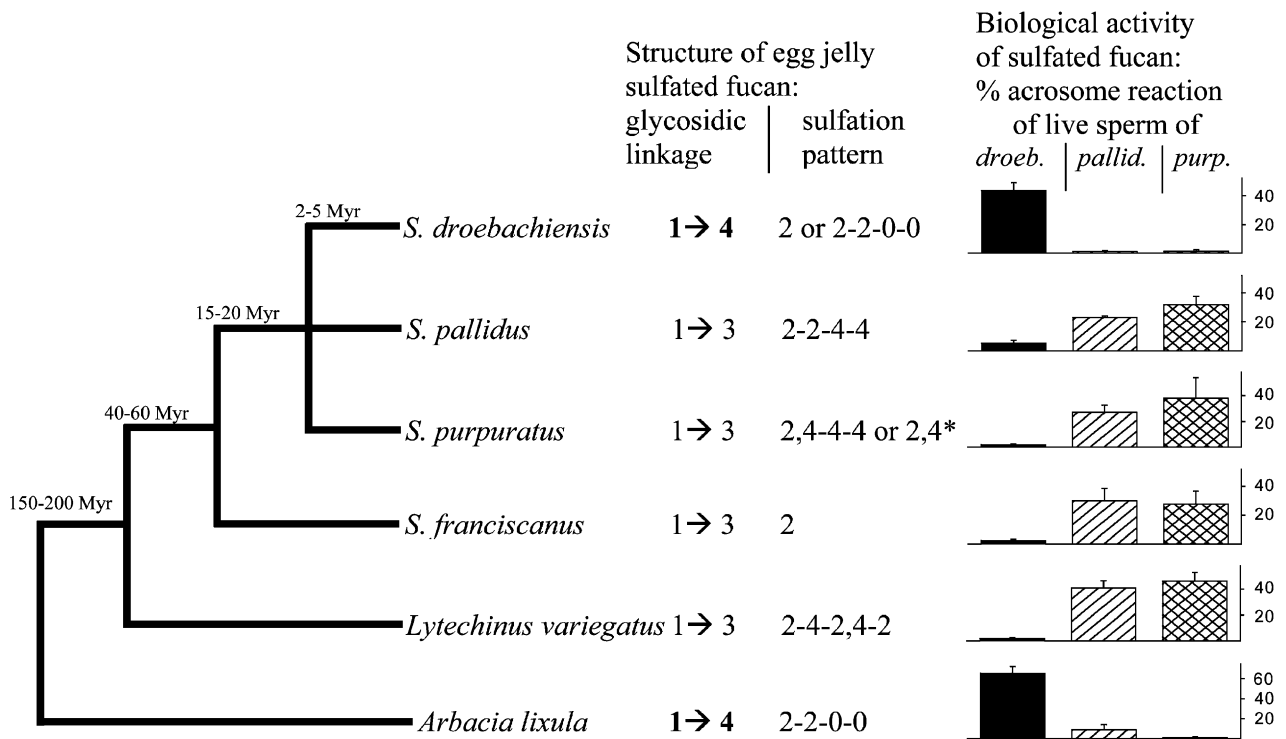 Structure of egg jelly
sulfated fucan:
glycosidic
linkage
sulfation
pattern
Biological activity
of sulfated fucan:
% acrosome reaction
of live sperm of
droeb.
pallid.
purp.
2-5 Myr
S. droebachiensis
1→ 4
2 or 2-2-0-0
40
20
15-20 Myr
S. pallidus
1→ 3
2-2-4-4
40
20
40-60 Myr
S. purpuratus
1→ 3
2,4-4-4 or 2,4*
40
20
150-200 Myr
S. franciscanus
1→ 3
2
40
20
Lytechinus variegatus
1→ 3
2-4-2,4-2
40
20
Arbacia lixula
1→ 4
2-2-0-0
60
40
20